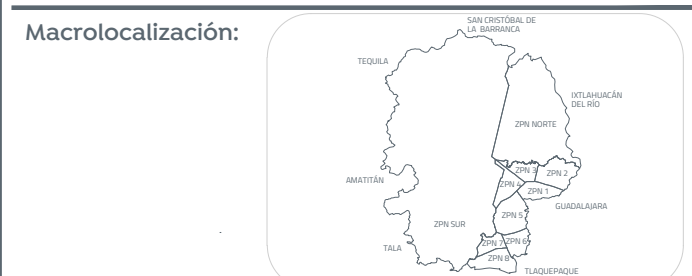 Macrolocalización:
SAN CRISTÓBAL DE
LA BARRANCA
TEQUILA
IXTLAHUACÁN
DEL RÍO
ZPN NORTE
ZPN 3
ZPN 2
AMATITÁN
ZPN 4
ZPN 1
GUADALAJARA
ZPN 5
ZPN SUR
ZPN 7
ZPN 6
TALA
ZPN 8
TLAQUEPAQUE